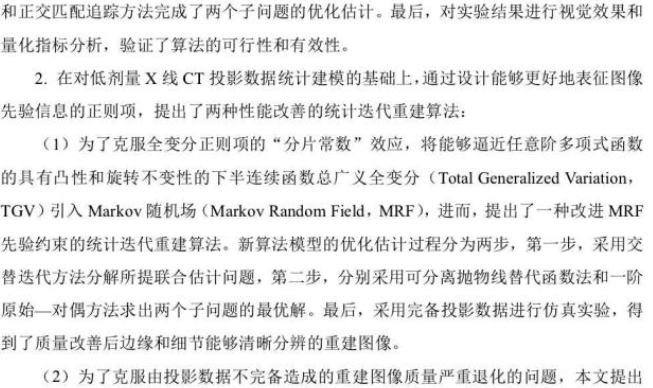 和正交匹配追踪方法完成了两个子问题的优化估计。最后，对实验结果进行视觉效果和
量化指标分析，验证了算法的可行性和有效性。
2. 在对低剂量 X 线 CT 投影数据统计建模的基础上，通过设计能够更好地表征图像
先验信息的正则项，提出了两种性能改善的统计迭代重建算法：
（1）为了克服全变分正则项的“分片常数”效应，将能够逼近任意阶多项式函数
的具有凸性和旋转不变性的下半连续函数总广义全变分（Total Generalized Variation，
TGV）引入 Markov 随机场（Markov Random Field，MRF），进而，提出了一种改进 MRF
先验约束的统计迭代重建算法。新算法模型的优化估计过程分为两步，第一步，采用交
替迭代方法分解所提联合估计问题，第二步，分别采用可分离抛物线替代函数法和一阶
原始—对偶方法求出两个子问题的最优解。最后，采用完备投影数据进行仿真实验，得
到了质量改善后边缘和细节能够清晰分辨的重建图像。
（2）为了克服由投影数据不完备造成的重建图像质量严重退化的问题，本文提出